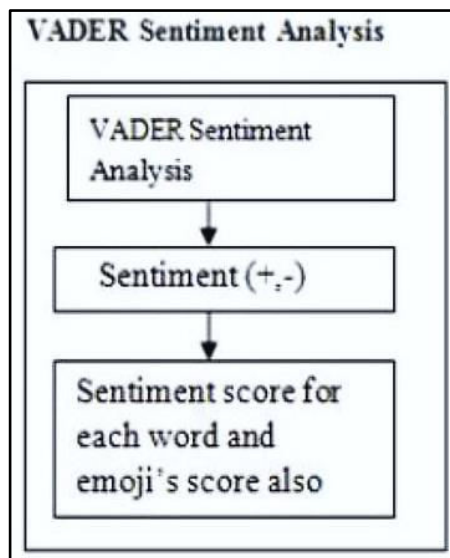 VADER Sentiment Analysis
VADER Sentiment
Analysis
Sentiment (+,-)
Sentiment score for
each word and
emoji's score also